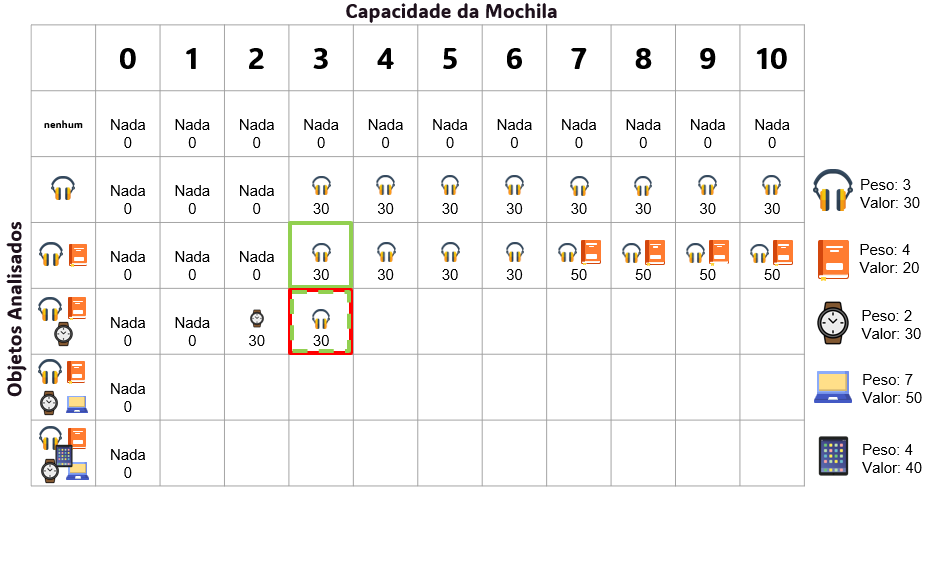 Capacidade da Mochila
0 1 2 3 4 5 6 7 8 9 10
nenhum Nada Nada Nada Nada Nada Nada Nada Nada Nada Nada Nada
0 0 0 0 0 0 0 0 0 0 0
Nada Nada Nada
0 0 0 30 30 30 30 30 30 30 30
Peso: 3
Valor: 30
Objetos Analisados
Nada Nada Nada
0 0 0 30 30 30 30 50 50 50 50
Peso: 4
Valor: 20
Nada Nada
0 0 30 30
Peso: 2
Valor: 30
Nada
0
Peso: 7
Valor: 50
Nada
0
Peso: 4
Valor: 40